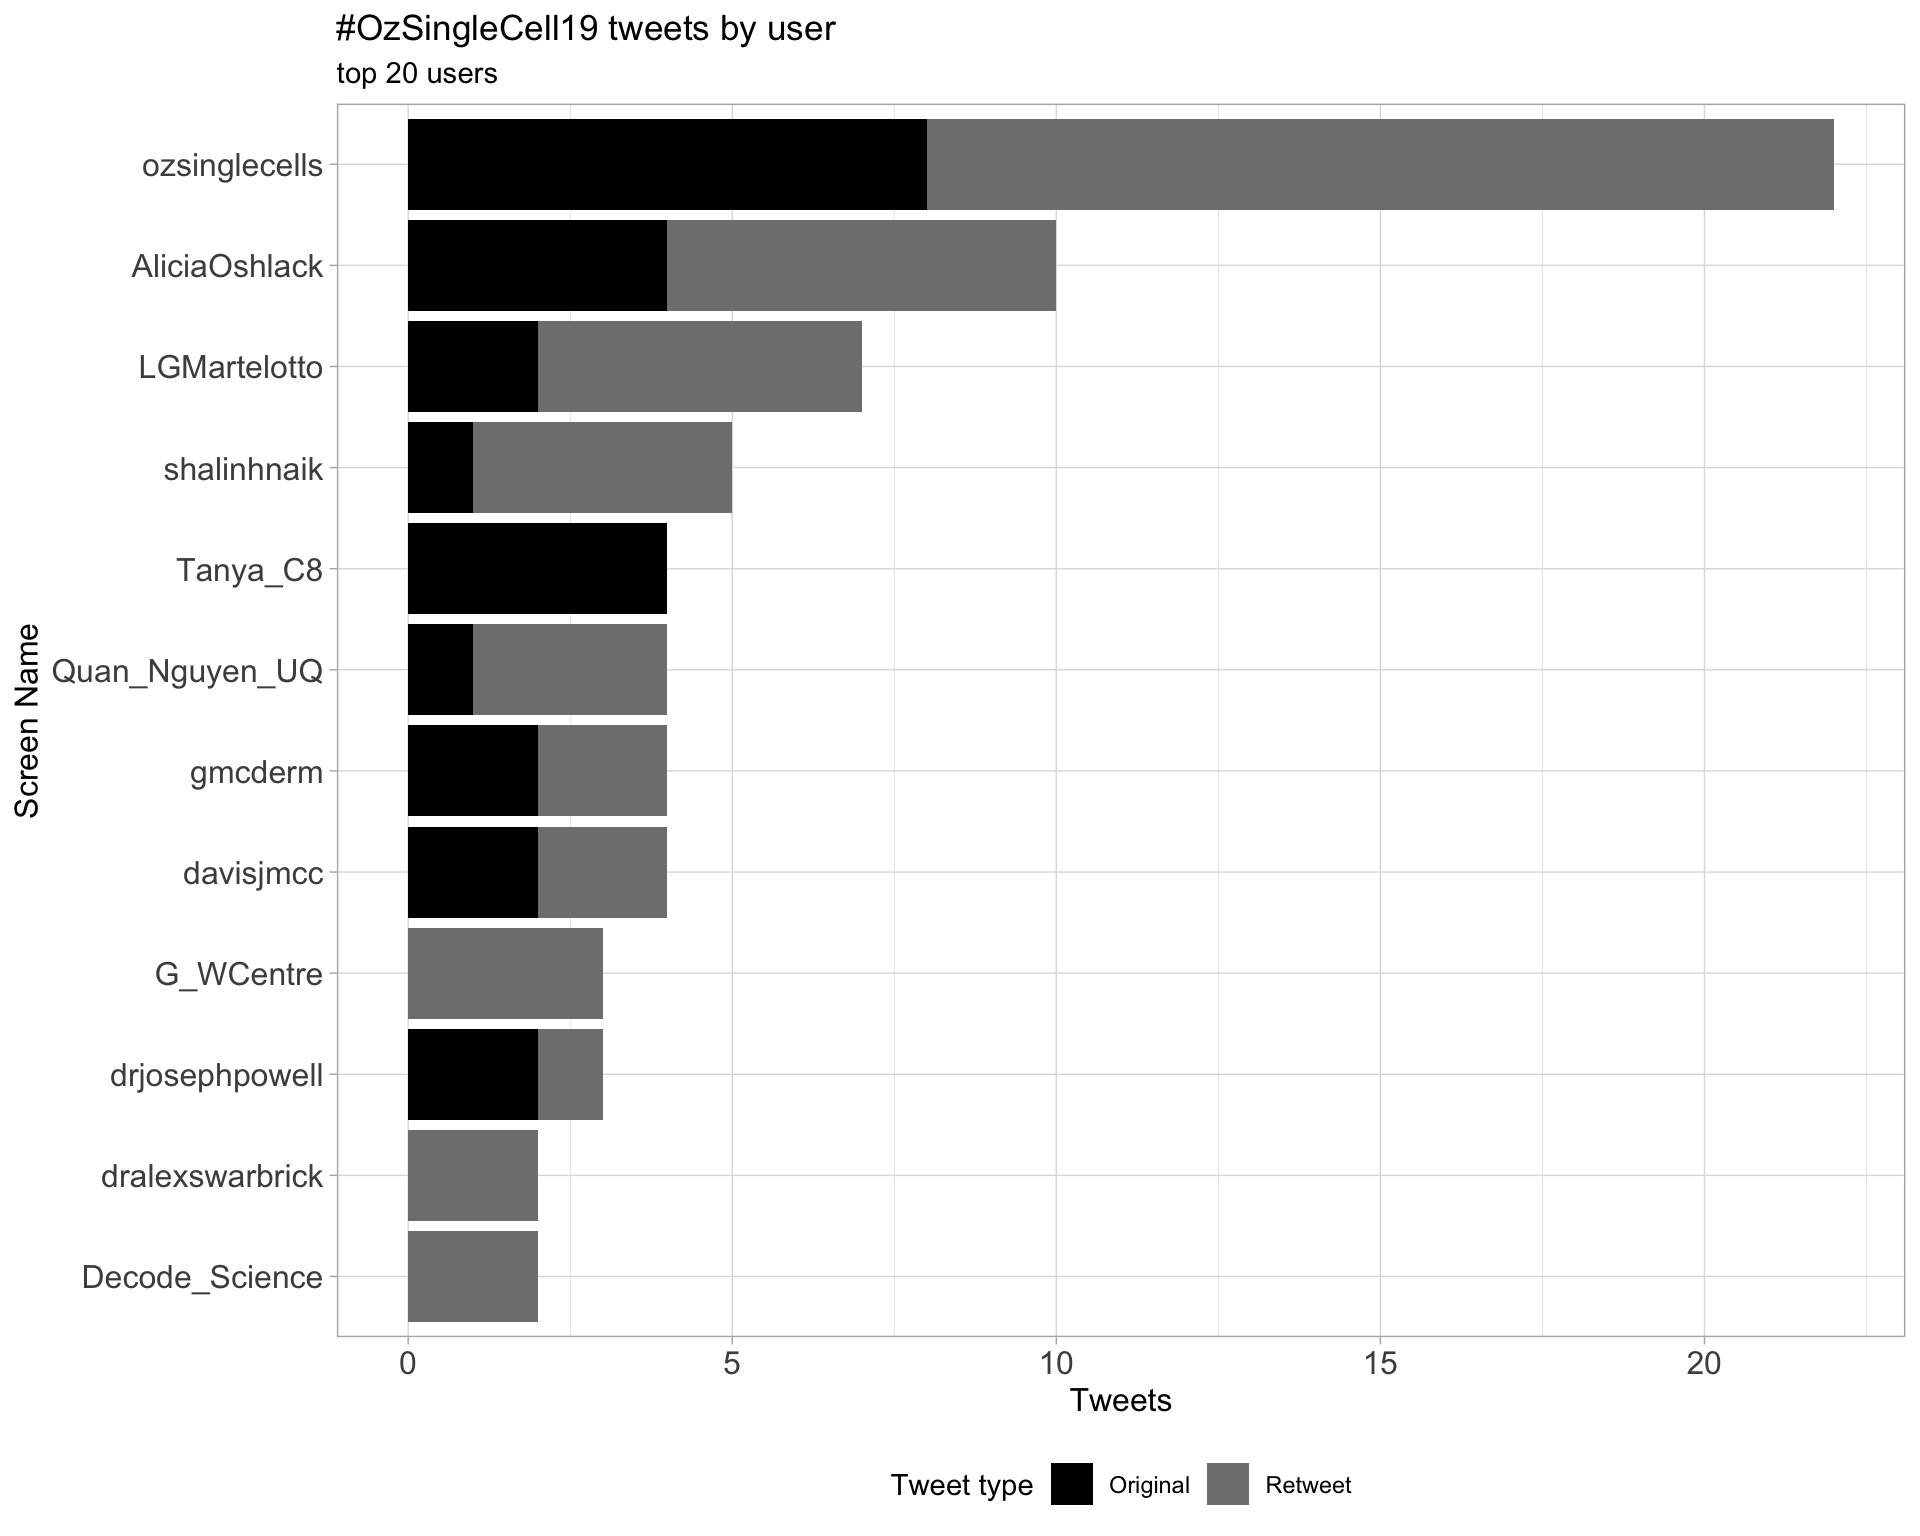 #OzSingleCell19 tweets by user
top 20 users
Screen Name
ozsinglecells
AliciaOshlack
LGMartelotto
shalinhnaik
Tanya_C8
Quan_Nguyen_UQ
gmcderm
davisjmcc
G_WCentre
drjosephpowell
dralexswarbrick
Decode_Science
0 5 10 15 20
Tweets
Tweet type Original Retweet